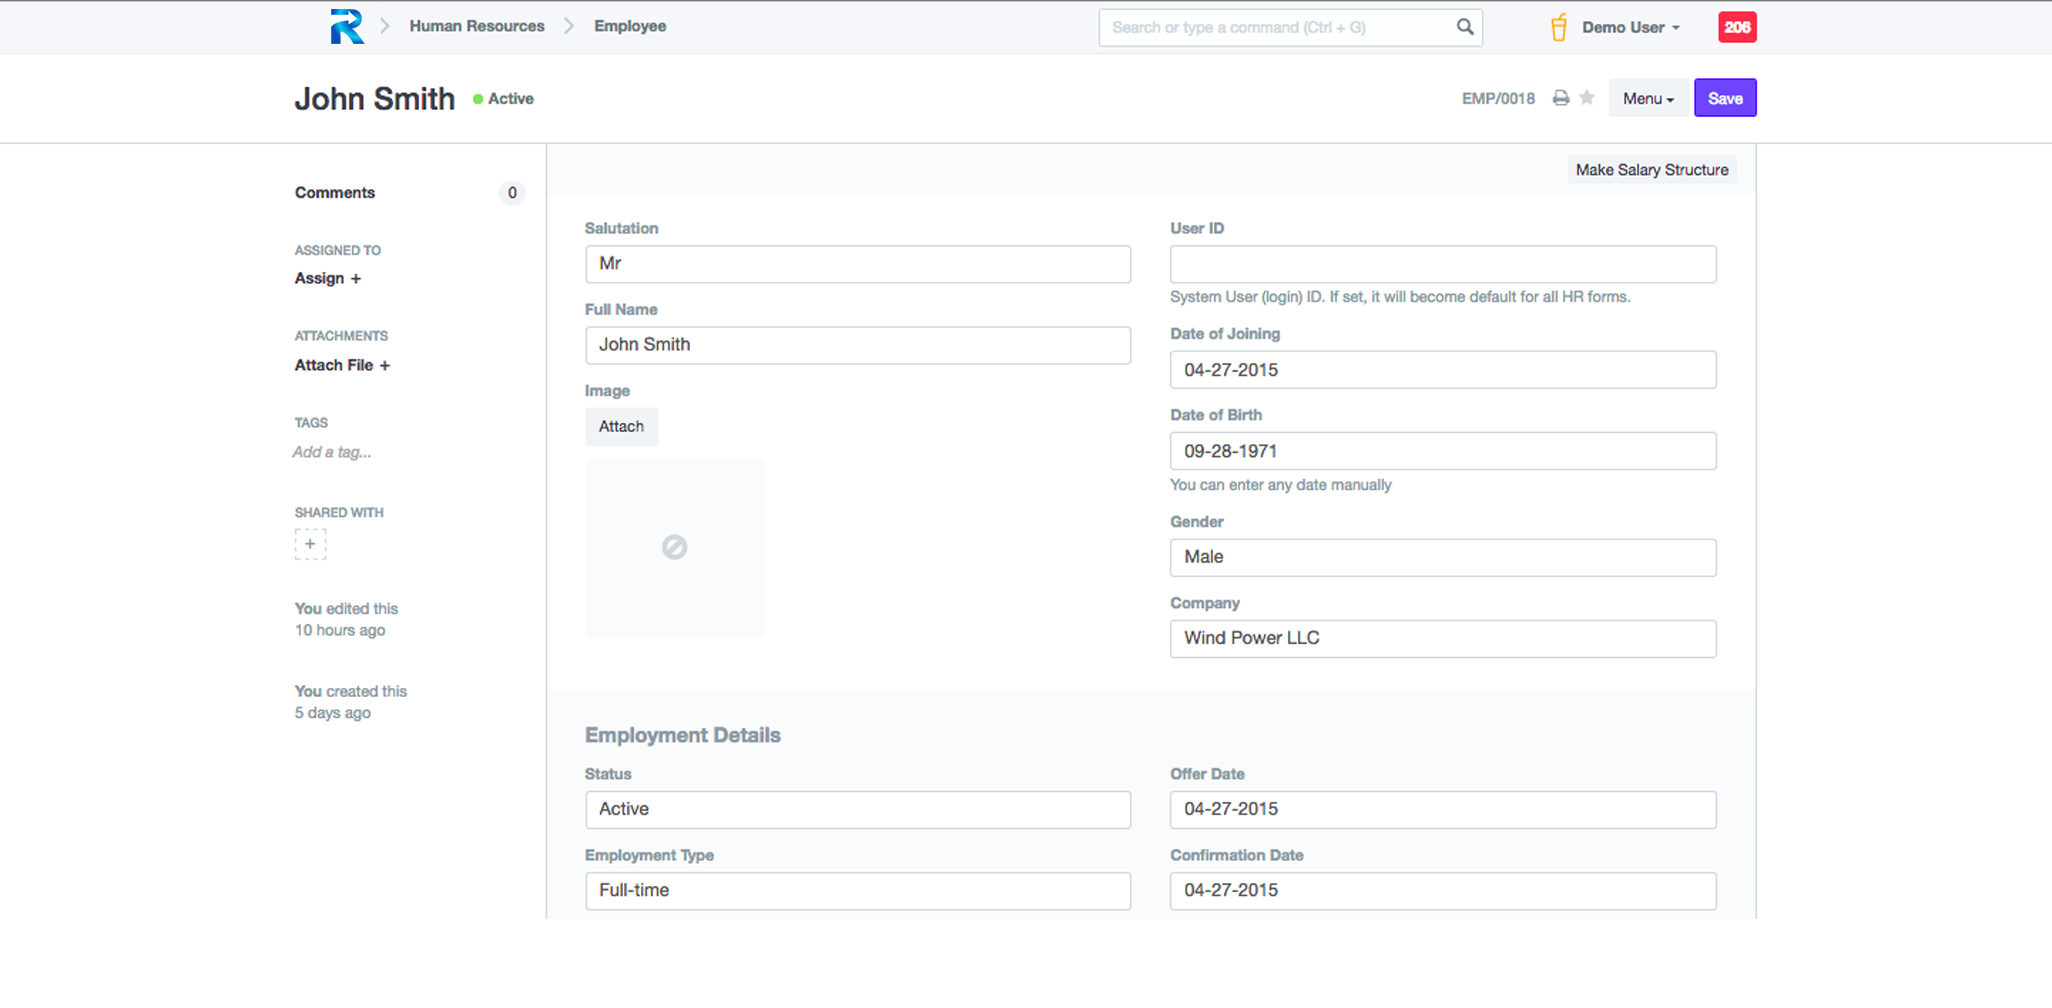 Human Resources
Employee
Search or type a command (Ctrl + G)
Demo User
206
John Smith
Active
EMP/0018
Menu
Save
Comments
0
ASSIGNED TO
Assign +
ATTACHMENTS
Attach File +
TAGS
Add a tag...
SHARED WITH
+
You edited this
10 hours ago
You created this
5 days ago
Make Salary Structure
Salutation
Mr
Full Name
John Smith
Image
Attach
User ID
System User (login) ID. If set, it will become default for all HR forms.
Date of Joining
04-27-2015
Date of Birth
09-28-1971
You can enter any date manually
Gender
Male
Company
Wind Power LLC
Employment Details
Status
Active
Employment Type
Full-time
Offer Date
04-27-2015
Confirmation Date
04-27-2015